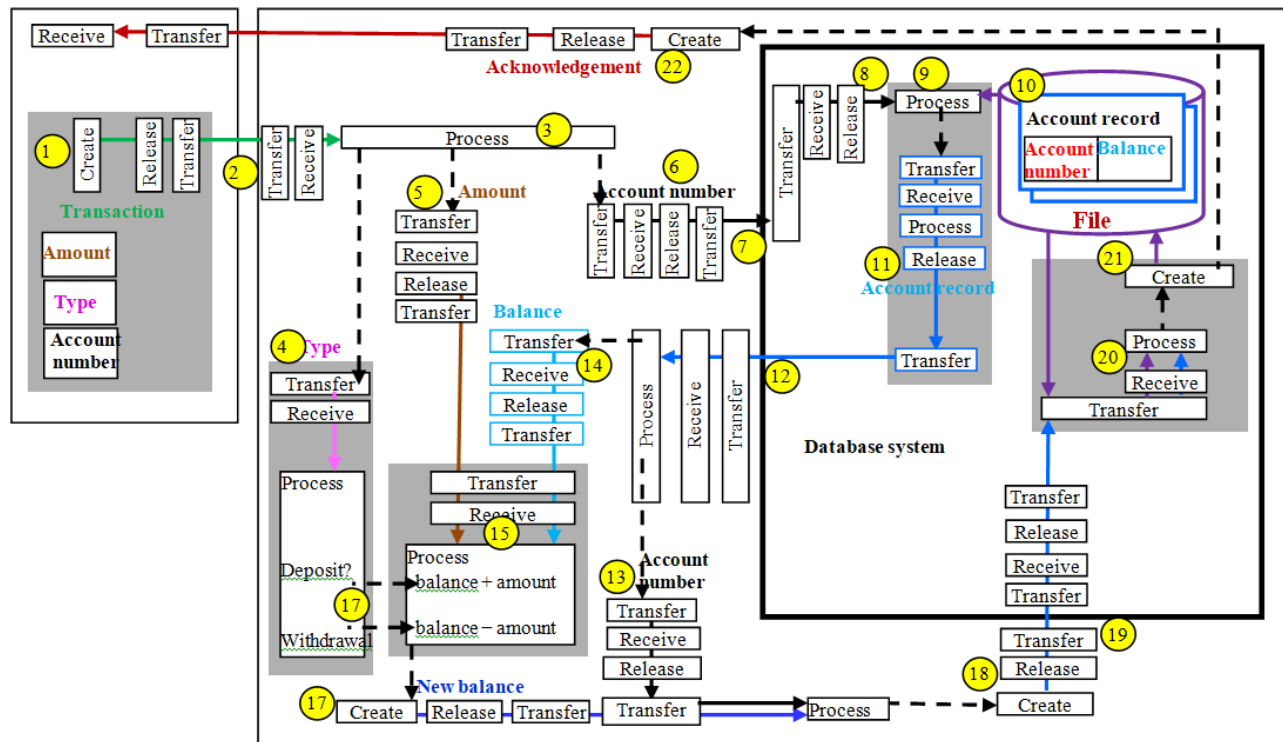 Receive
Transfer
Transfer
Release
Create
Acknowledgement
22
1
Create
Release
Transfer
2
Transfer
Receive
Process
3
Transaction
Amount
Type
Account
number
5
Amount
Transfer
Receive
Release
Transfer
6
Account number
Transfer
Receive
Release
Transfer
7
Transfer
Receive
Release
8
9
Process
Transfer
Receive
Process
Release
11
Account record
Transfer
10
Account record
Account
number
Balance
File
21
Create
20
Process
Receive
Transfer
4
Type
Transfer
Receive
Process
Deposit?
17
Withdrawal
Balance
Transfer
14
Receive
Release
Transfer
Process
Receive
Transfer
12
Database system
Transfer
Receive
15
Process
balance + amount
balance – amount
13
Account
number
Transfer
Receive
Release
Transfer
Transfer
Release
Receive
Transfer
Transfer
19
Release
18
Create
17
New balance
Create
Release
Transfer
Process